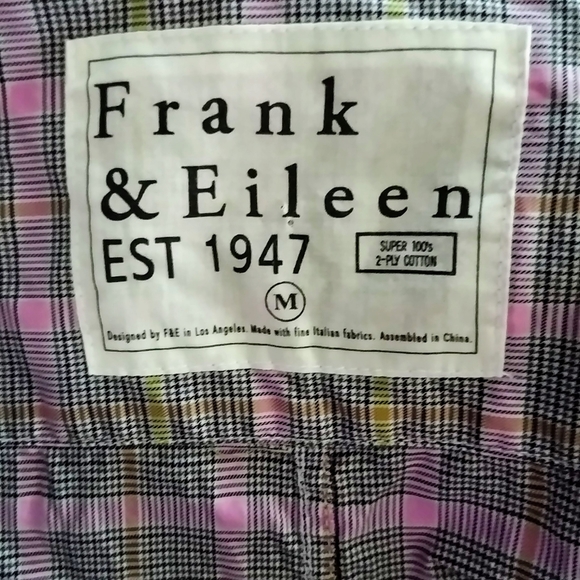 Frank
& Eileen
EST 1947
SUPER 100's
2-PLY COTTON
M
Designed by F&E in Los Angeles. Made with fine Italian fabrics. Assembled in China.